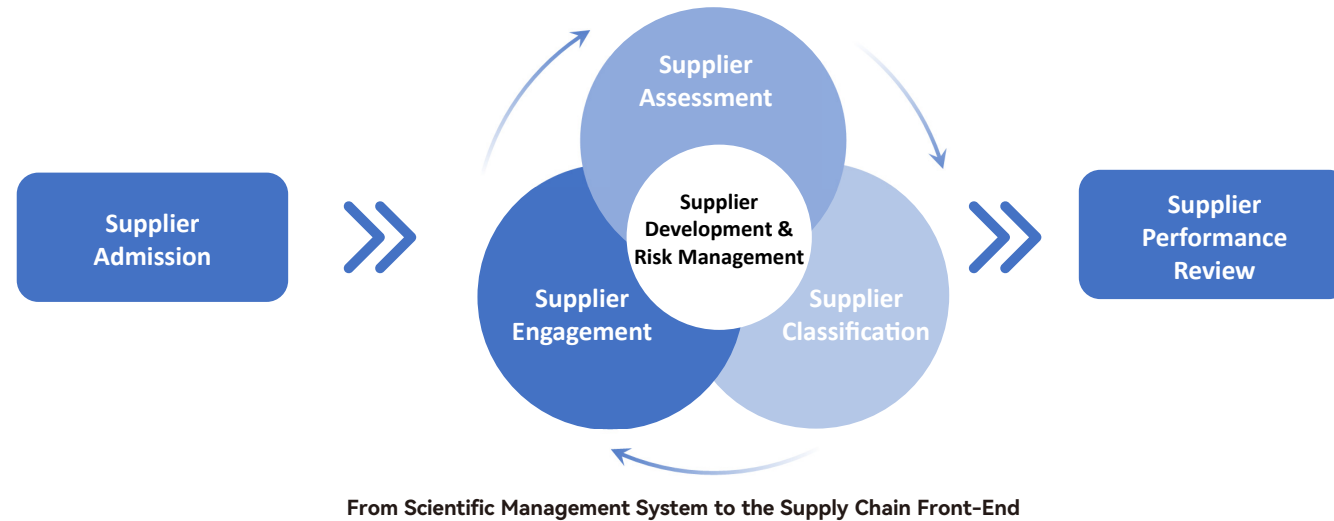 Supplier
Admission
Supplier
Assessment
Supplier
Development &
Risk Management
Supplier
Engagement
Supplier
Classification
Supplier
Performance
Review
From Scientific Management System to the Supply Chain Front-End